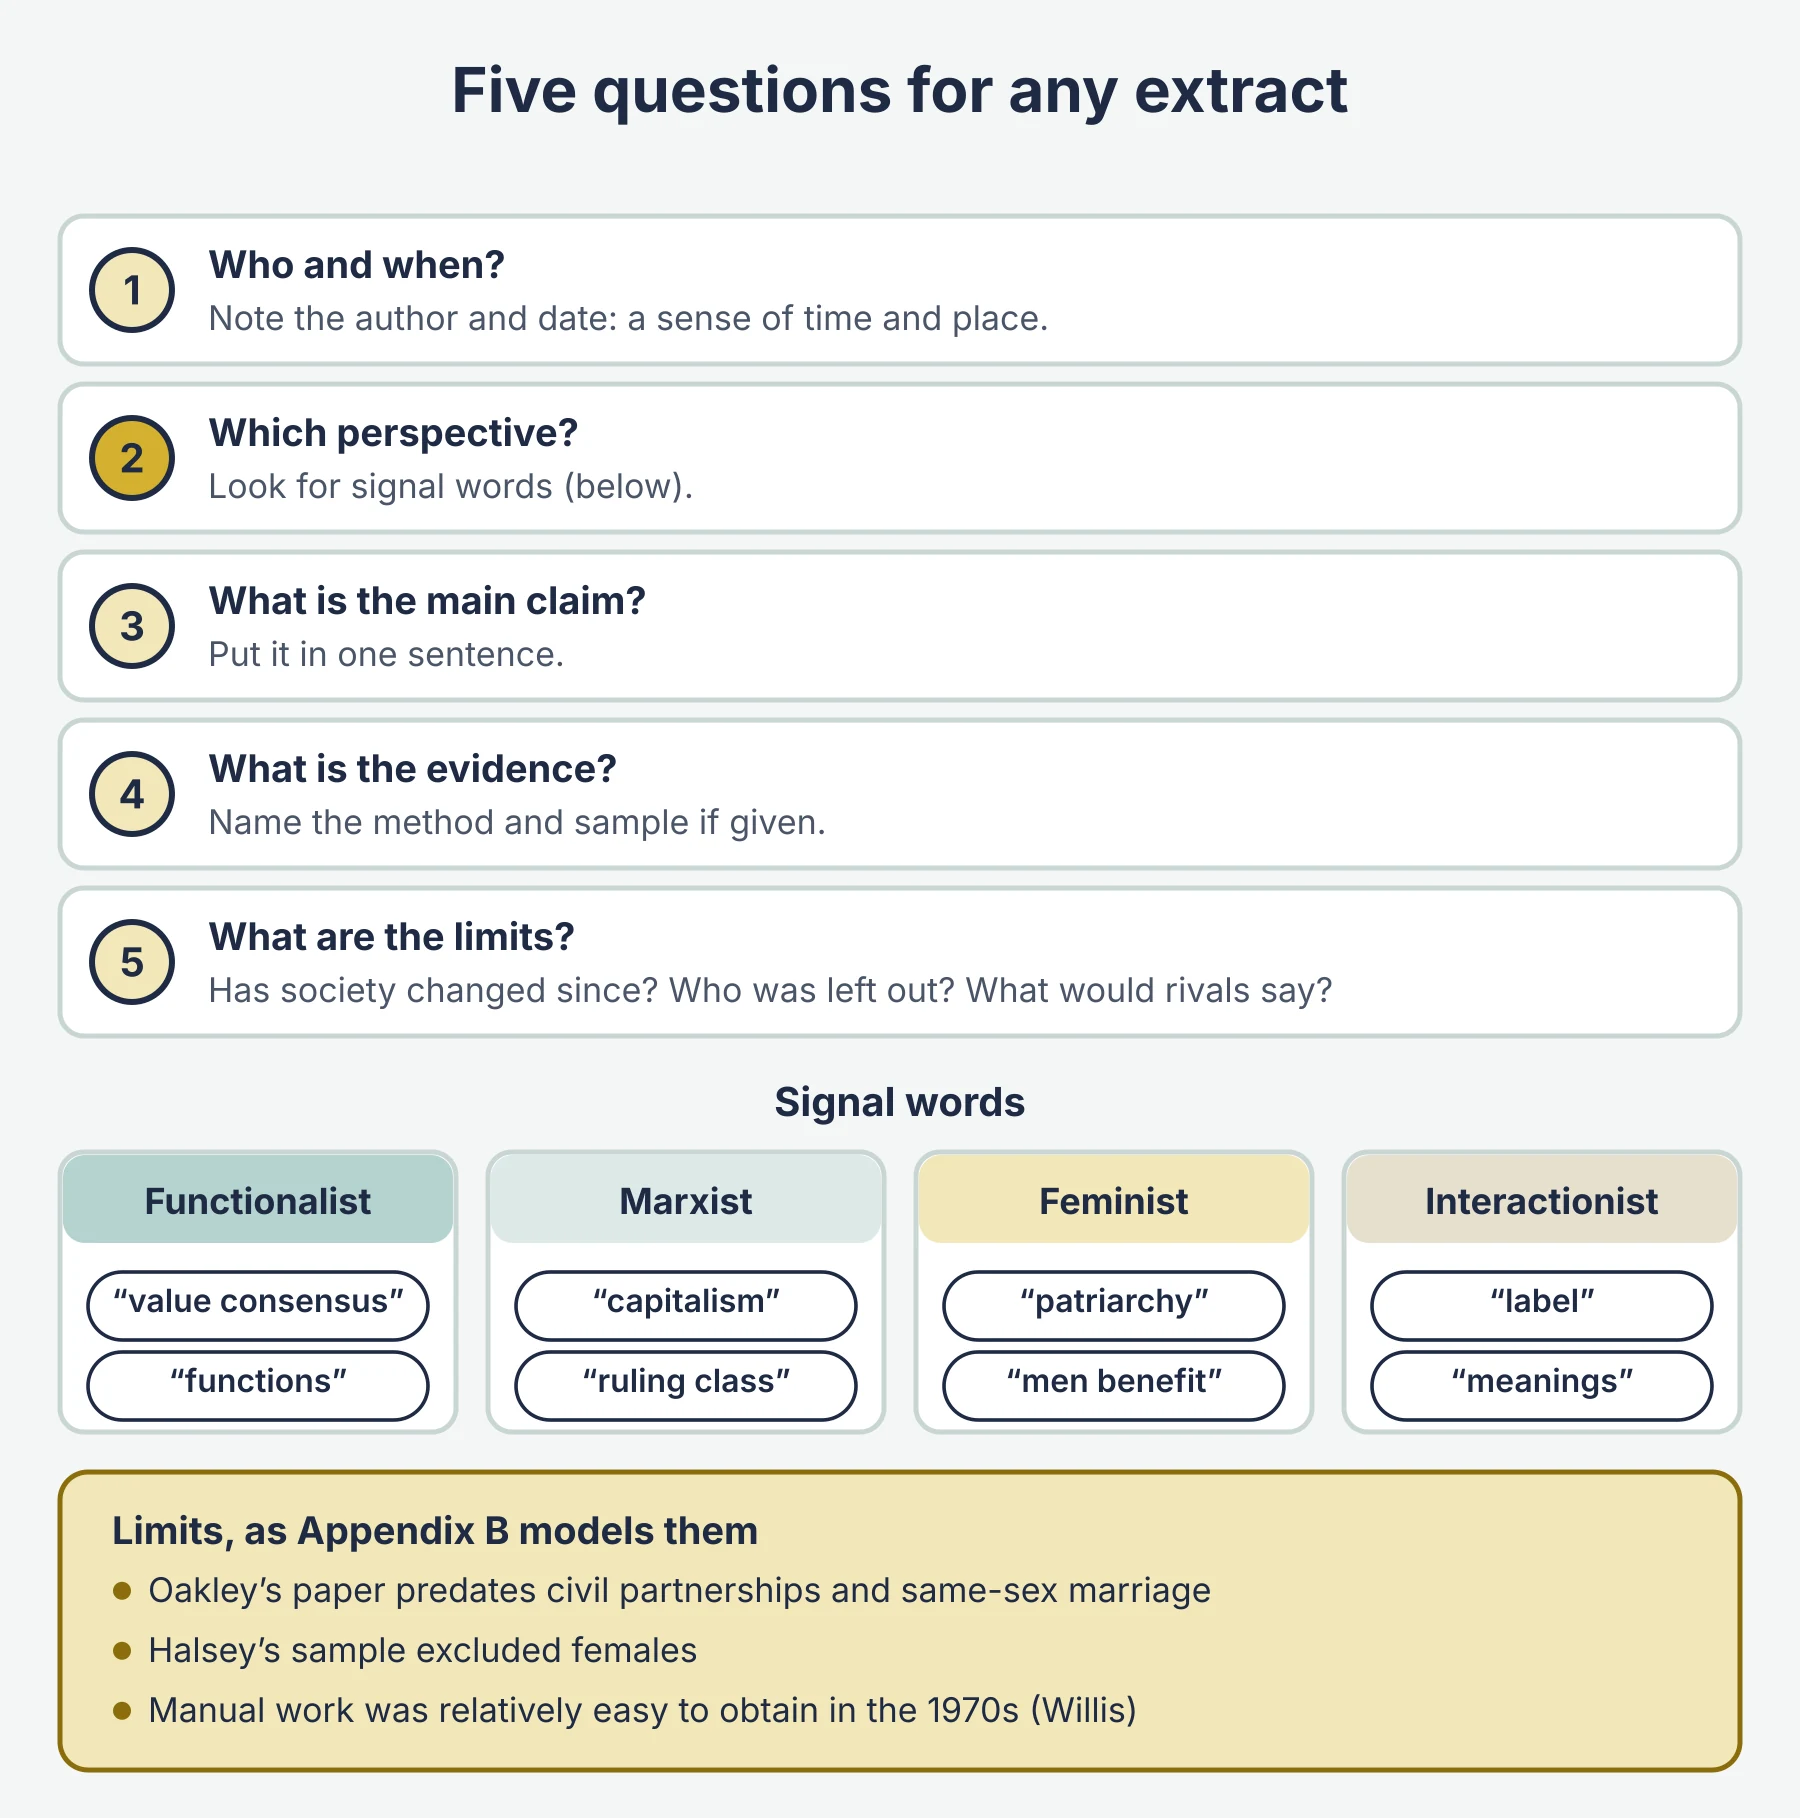 Five questions for any extract
1
Who and when?
Note the author and date: a sense of time and place.
2
Which perspective?
Look for signal words (below).
3
What is the main claim?
Put it in one sentence.
4
What is the evidence?
Name the method and sample if given.
5
What are the limits?
Has society changed since? Who was left out? What would rivals say?
Signal words
Functionalist
“value consensus”
“functions”
Marxist
“capitalism”
“ruling class”
Feminist
“patriarchy”
“men benefit”
Interactionist
“label”
“meanings”
Limits, as Appendix B models them
Oakley’s paper predates civil partnerships and same-sex marriage
Halsey’s sample excluded females
Manual work was relatively easy to obtain in the 1970s (Willis)